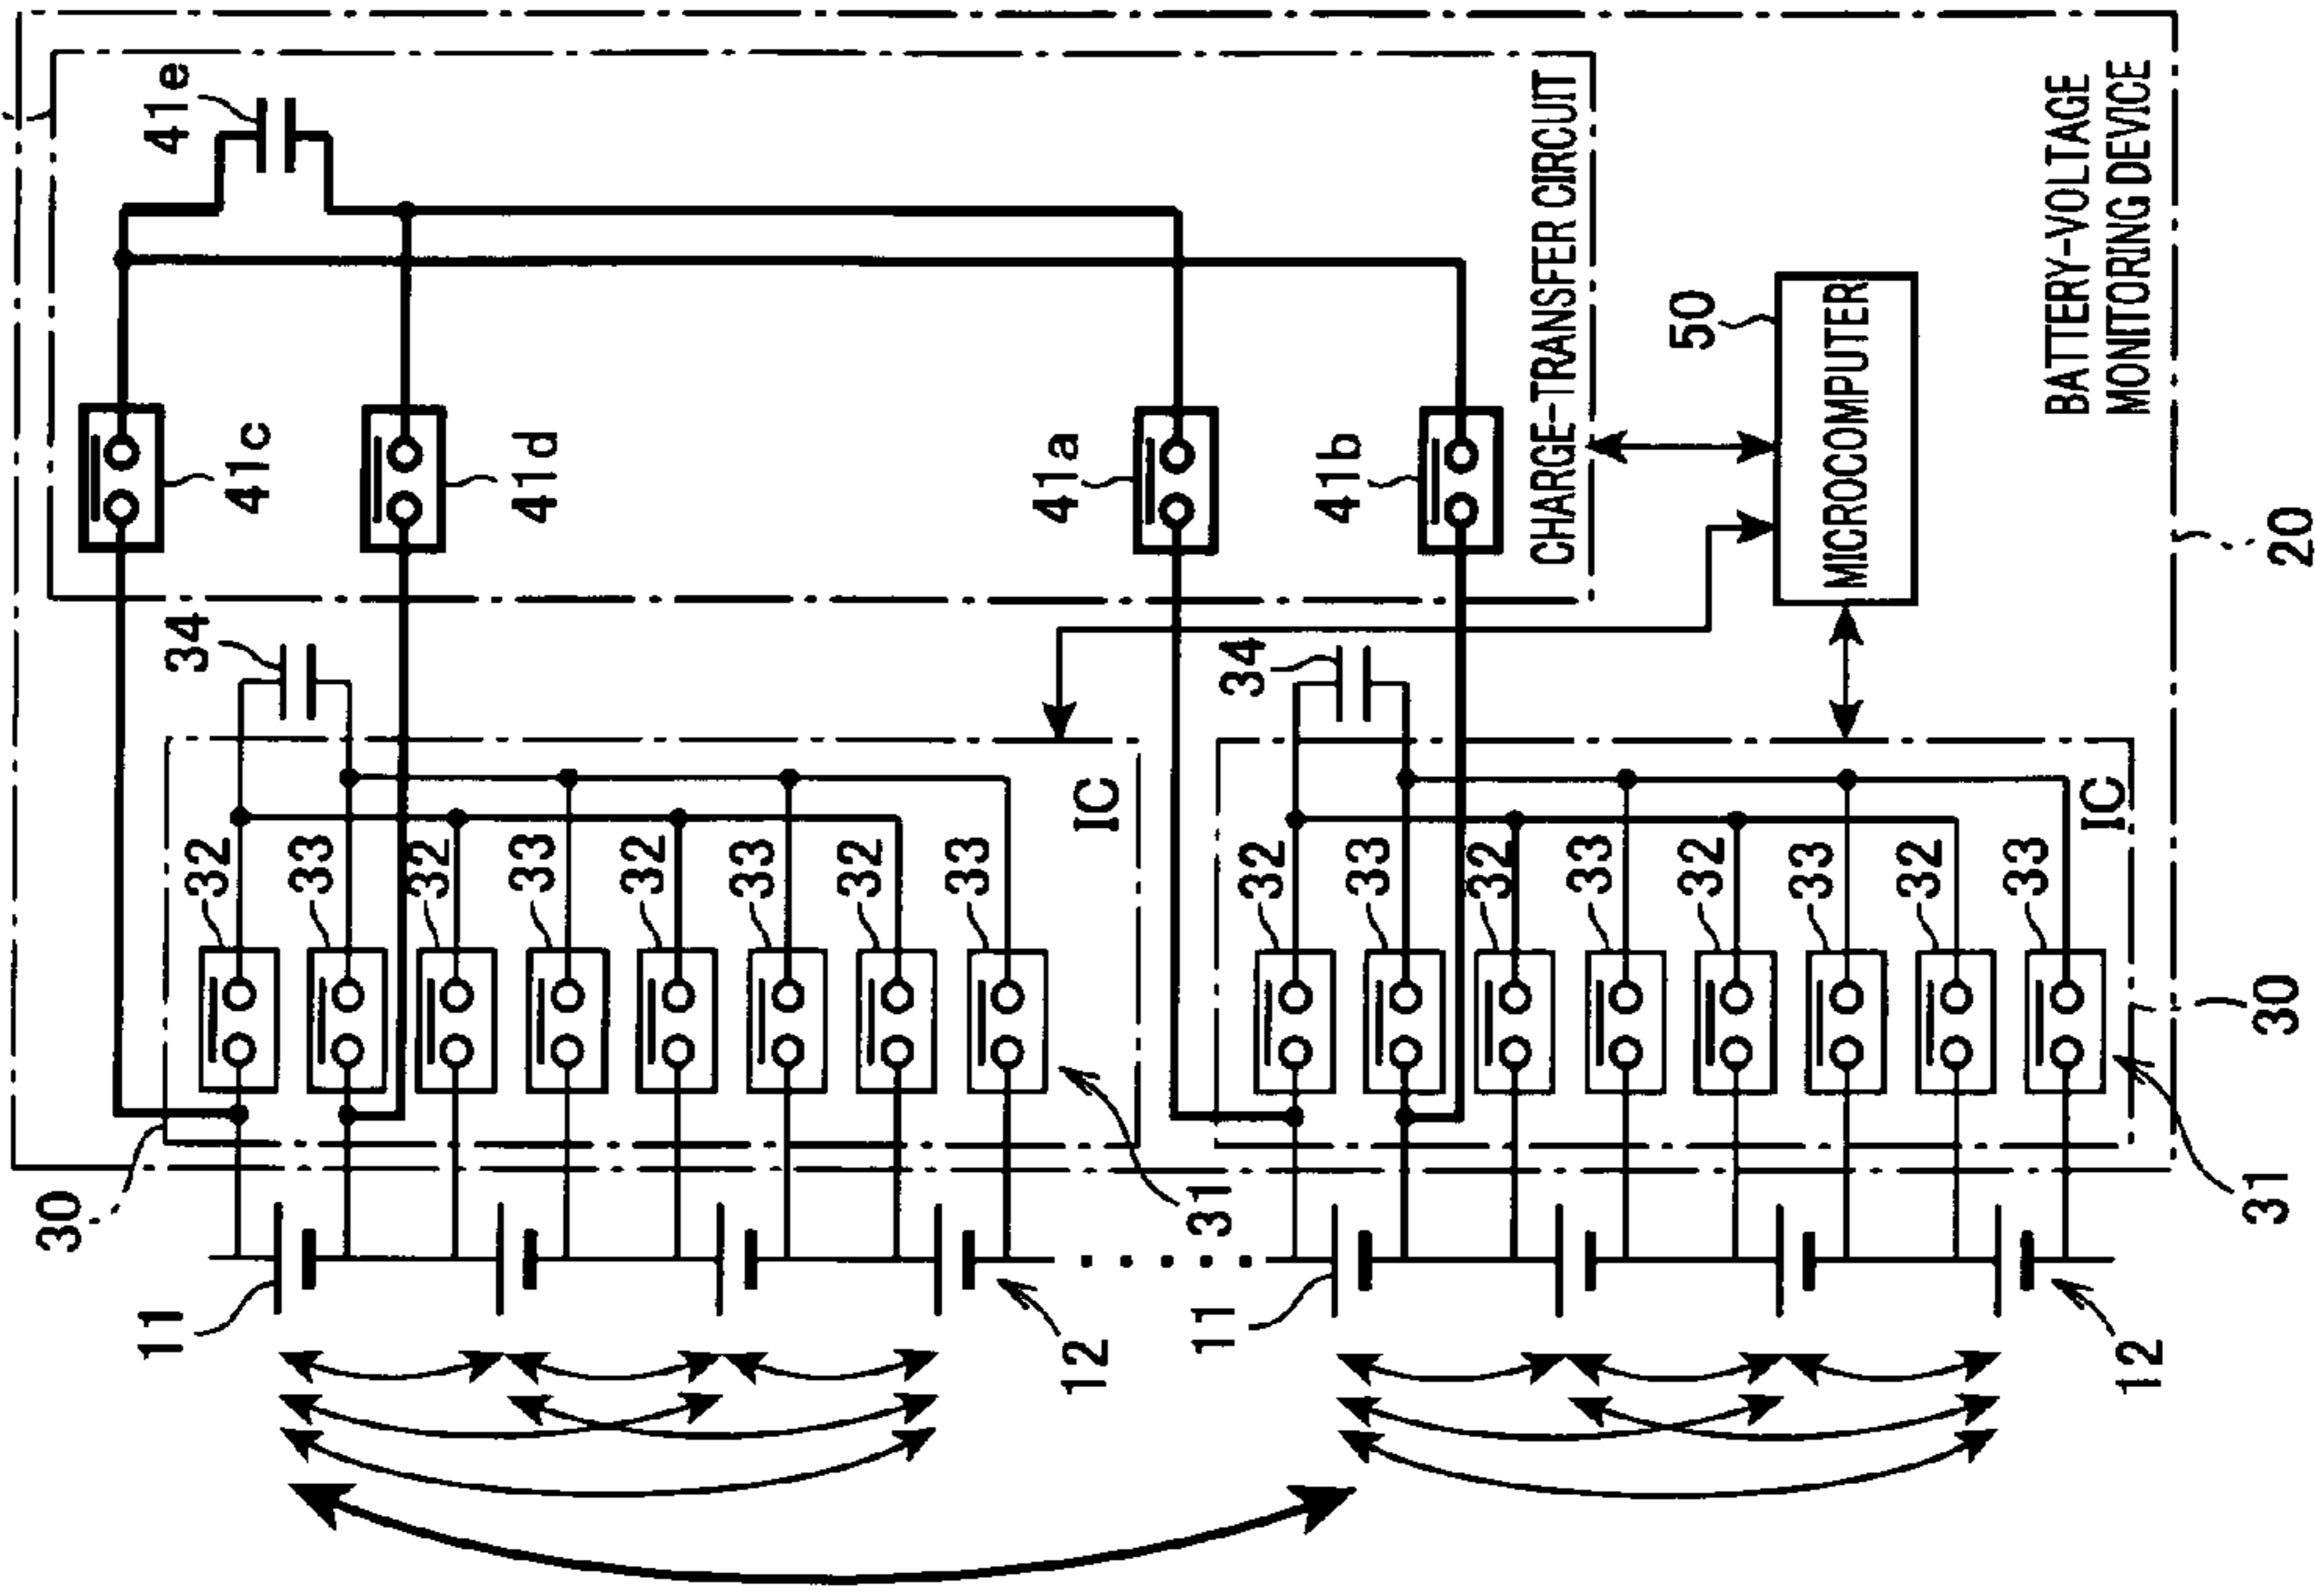 41e
41c
41d
41a
41b
CHARGE-TRANSFER CIRCUIT
50
MICROCOMPUTER
BATTERY-VOLTAGE
MONITORING DEVICE
20
34
34
IC
IC
32
33
32
33
32
33
32
33
32
33
32
33
32
33
32
33
30
30
31
31
11
12
11
12